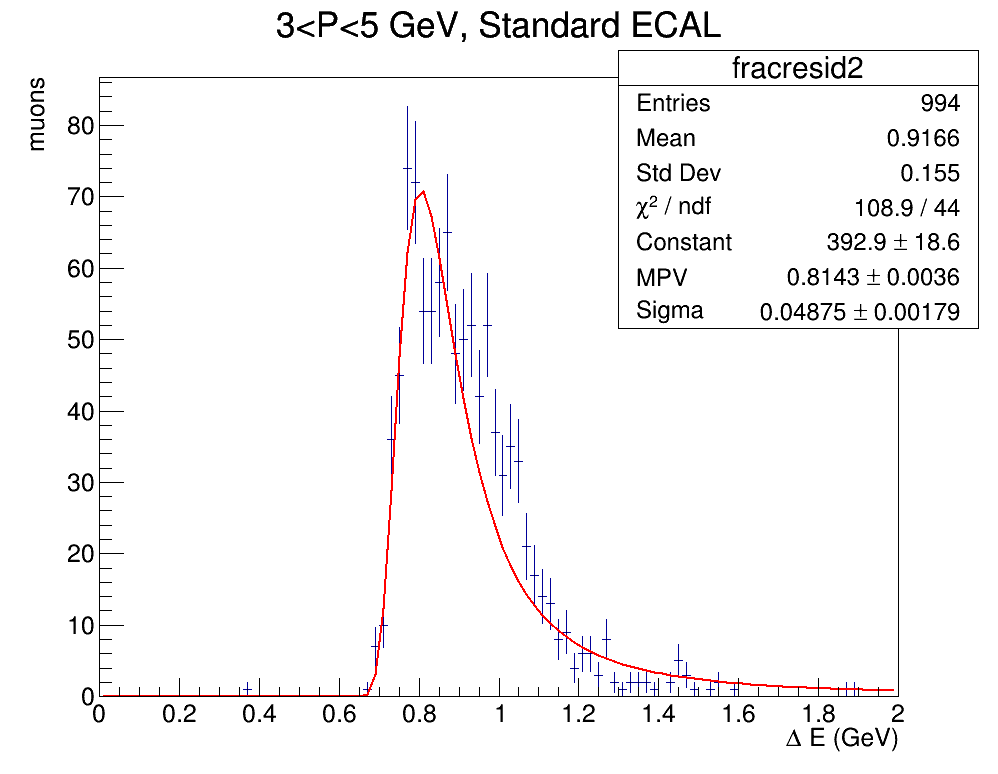 3<P<5 GeV, Standard ECAL
fracresid2
Entries 994
Mean 0.9166
Std Dev 0.155
χ² / ndf 108.9 / 44
Constant 392.9 ± 18.6
MPV 0.8143 ± 0.0036
Sigma 0.04875 ± 0.00179
muons
80
70
60
50
40
30
20
10
0
0 0.2 0.4 0.6 0.8 1 1.2 1.4 1.6 1.8 2
Δ E (GeV)